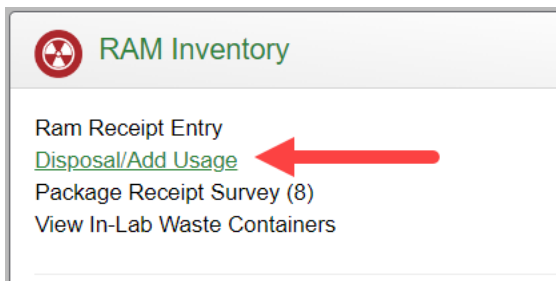 RAM Inventory
Ram Receipt Entry
Disposal/Add Usage
Package Receipt Survey (8)
View In-Lab Waste Containers